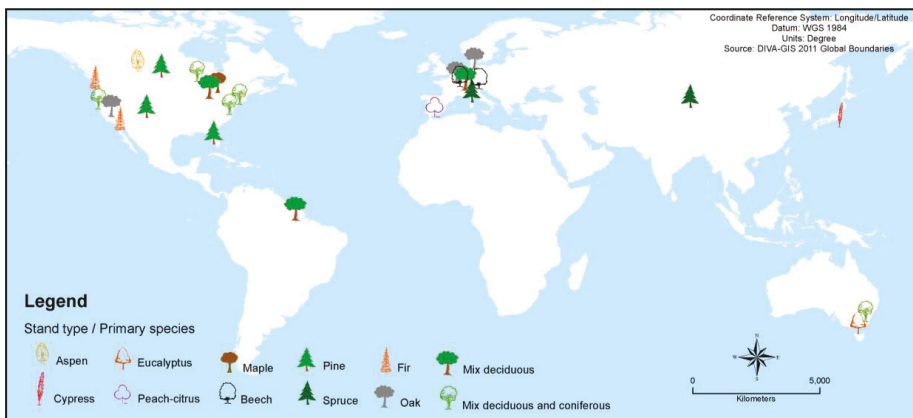 Coordinate Reference System: Longitude/Latitude
Datum: WGS 1984
Units: Degree
Source: DIVA-GIS 2011 Global Boundaries
Legend
Stand type / Primary species
Aspen Eucalyptus Maple Pine Fir Mix deciduous
Cypress Peach-citrus Beech Spruce Oak Mix deciduous and coniferous
N
W E
S
0 5,000
Kilometers